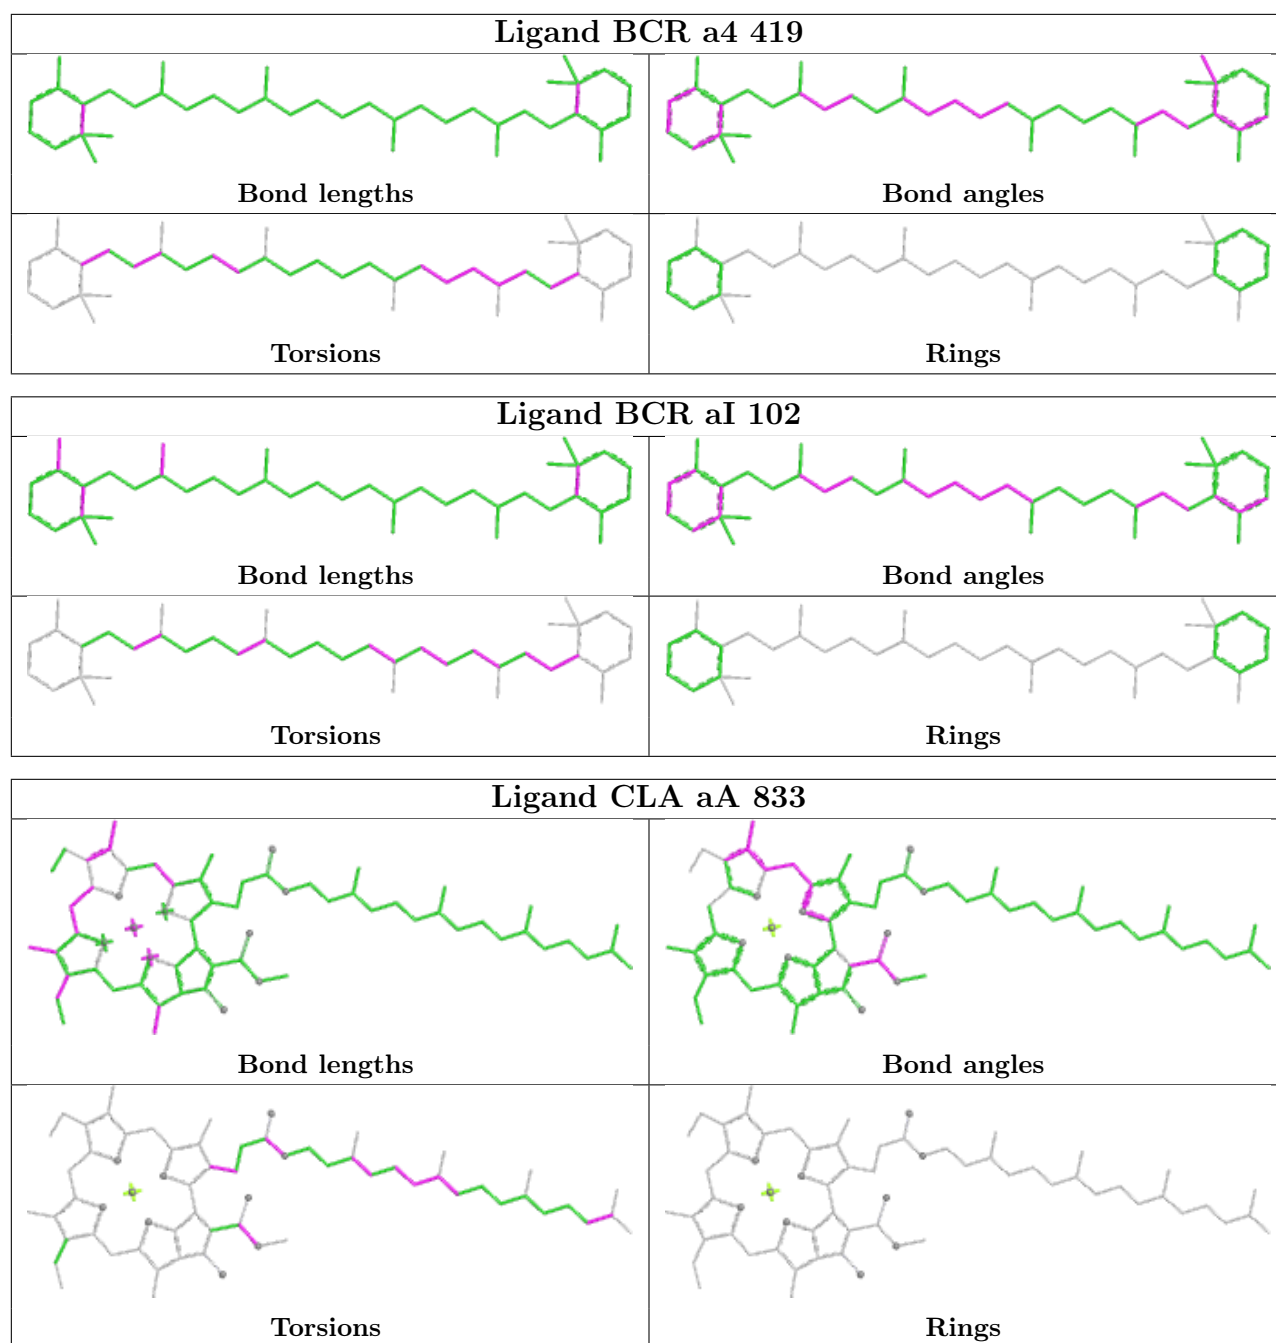 Ligand BCR a4 419
Bond lengths
Bond angles
Torsions
Rings
Ligand BCR aI 102
Bond lengths
Bond angles
Torsions
Rings
Ligand CLA aA 833
Bond lengths
Bond angles
Torsions
Rings